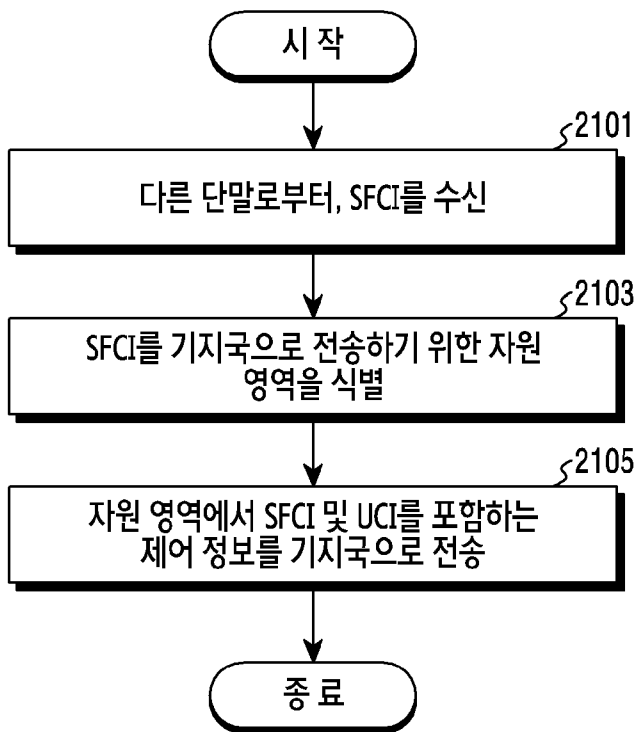 시 작
2101
다른 단말로부터, SFCI를 수신
2103
SFCI를 기지국으로 전송하기 위한 자원
영역을 식별
2105
자원 영역에서 SFCI 및 UCI를 포함하는
제어 정보를 기지국으로 전송
종 료